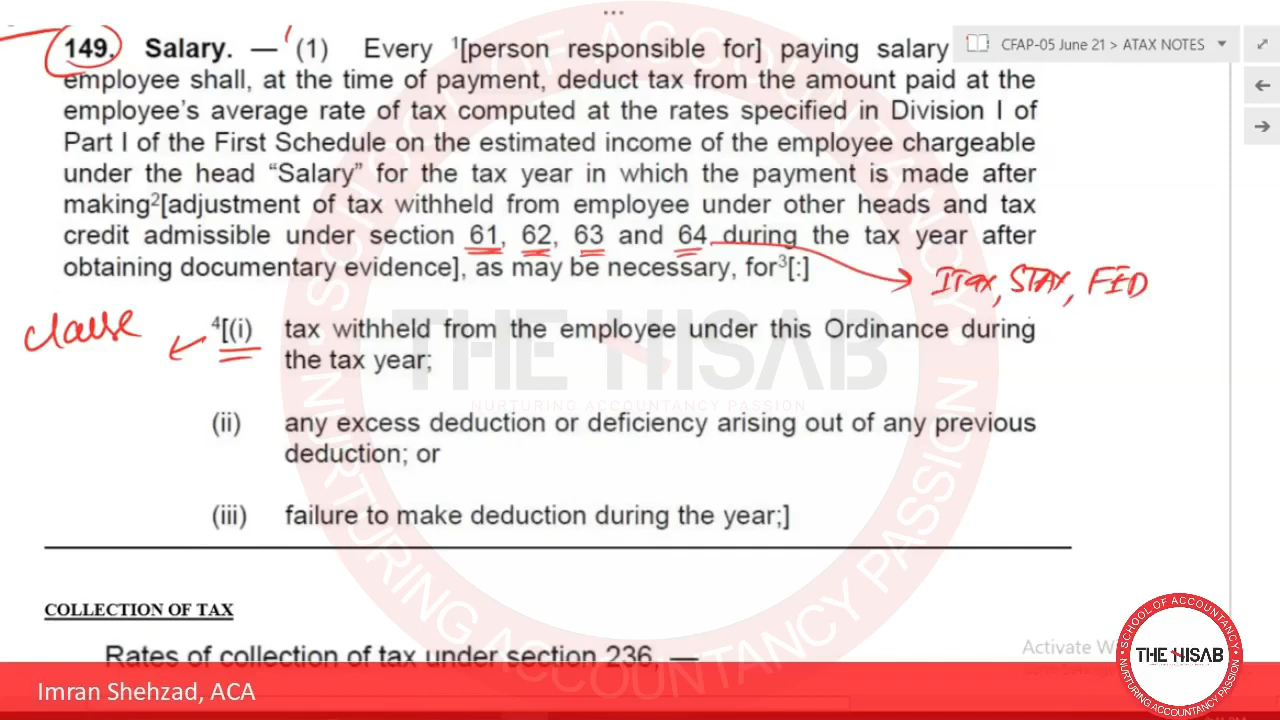 149. Salary. — (1) Every ¹[person responsible for] paying salary
employee shall, at the time of payment, deduct tax from the amount paid at the
employee's average rate of tax computed at the rates specified in Division I of
Part I of the First Schedule on the estimated income of the employee chargeable
under the head “Salary” for the tax year in which the payment is made after
making²[adjustment of tax withheld from employee under other heads and tax
credit admissible under section 61, 62, 63 and 64 during the tax year after
obtaining documentary evidence], as may be necessary, for³[:]
ITax, STAX, FED
clause
⁴[(i) tax withheld from the employee under this Ordinance during
the tax year;
(ii) any excess deduction or deficiency arising out of any previous
deduction; or
(iii) failure to make deduction during the year;]
COLLECTION OF TAX
Rates of collection of tax under section 236, —
CFAP-05 June 21 > ATAX NOTES
Activate W
Imran Shehzad, ACA
SCHOOL OF ACCOUNTANCY
THE HISAB
NURTURING ACCOUNTANCY PASSION
THE HISAB
NURTURING ACCOUNTANCY PASSION
NURTURING ACCOUNTANCY PASSION